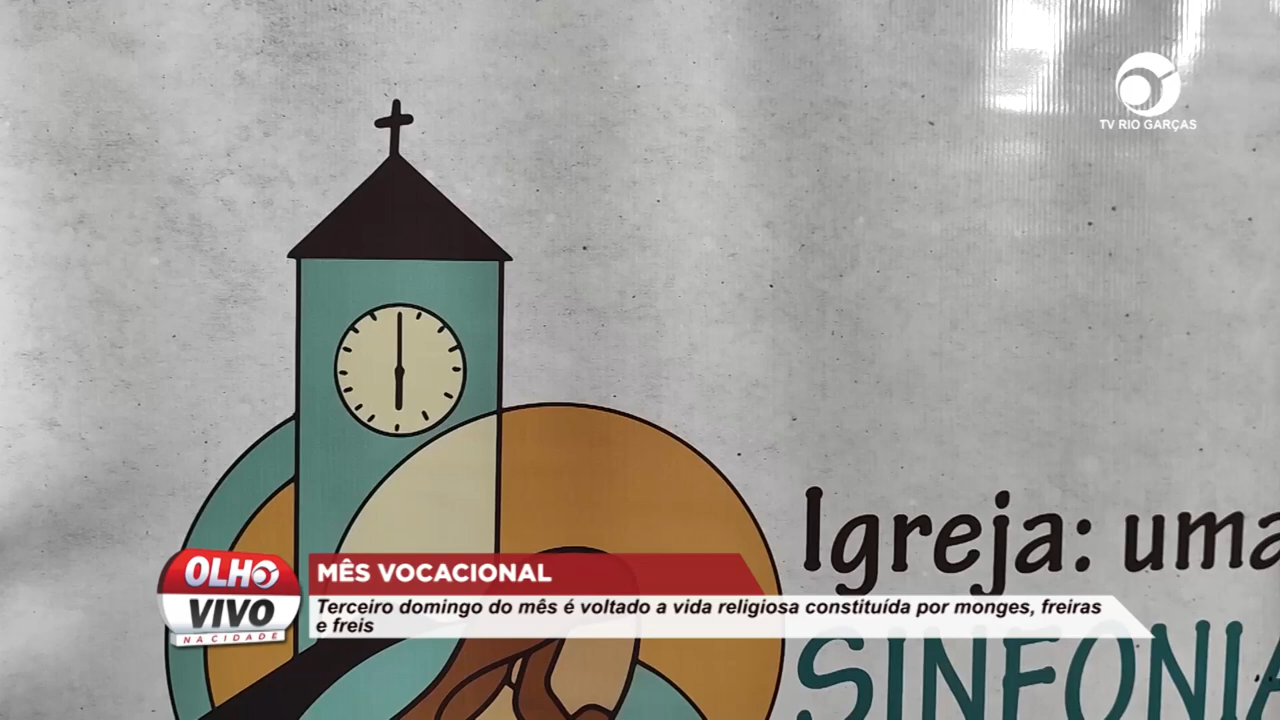 TV RIO GARÇAS
Igreja: uma
SINFONIA
OLHO
VIVO
NA CIDADE
MÊS VOCACIONAL
Terceiro domingo do mês é voltado a vida religiosa constituída por monges, freiras
e freis